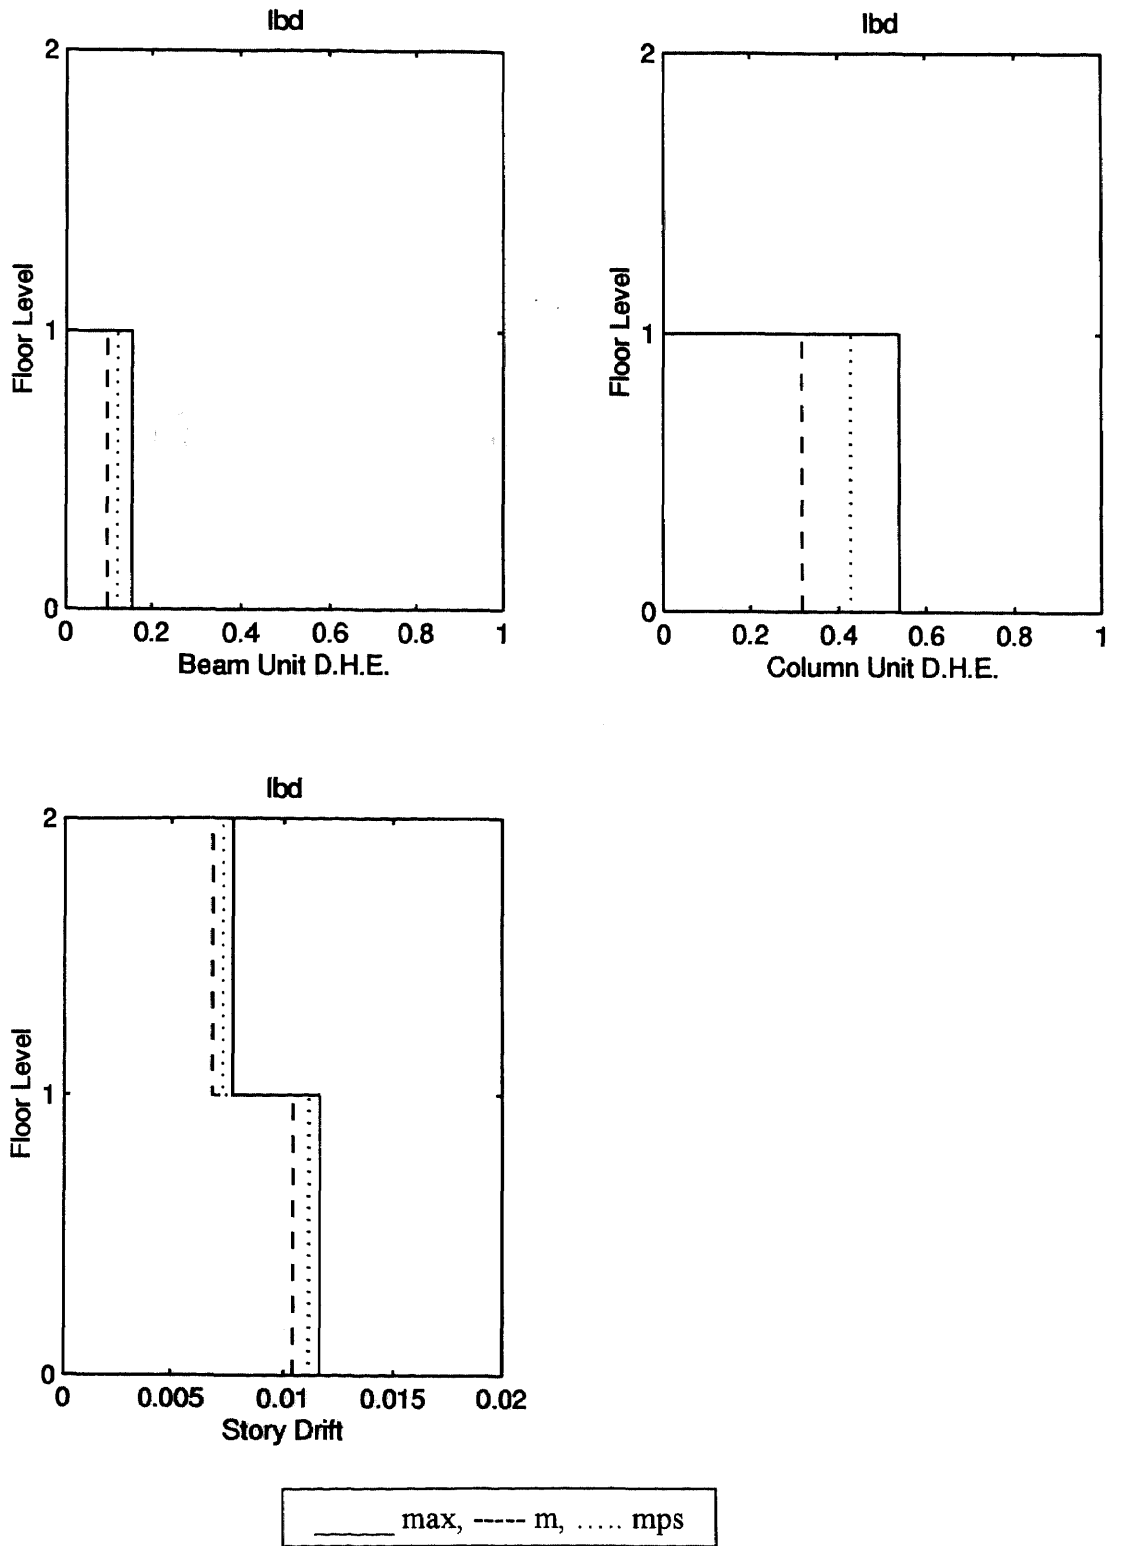 lbd
2
Floor Level
1
0
0 0.2 0.4 0.6 0.8 1
Beam Unit D.H.E.
lbd
2
Floor Level
1
0
0 0.2 0.4 0.6 0.8 1
Column Unit D.H.E.
lbd
2
Floor Level
1
0
0 0.005 0.01 0.015 0.02
Story Drift
______ max, ----- m, ..... mps